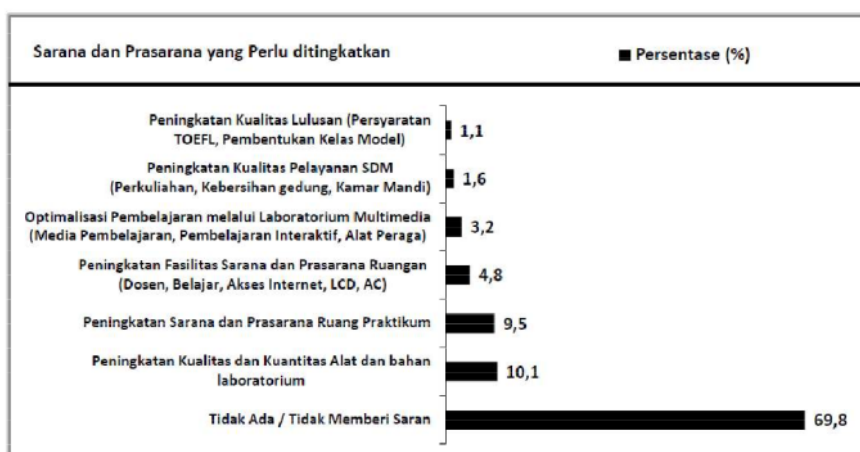 Sarana dan Prasarana yang Perlu ditingkatkan
Persentase (%)
Peningkatan Kualitas Lulusan (Persyaratan
TOEFL, Pembentukan Kelas Model)
1,1
Peningkatan Kualitas Pelayanan SDM
(Perkuliahan, Kebersihan gedung, Kamar Mandi)
1,6
Optimalisasi Pembelajaran melalui Laboratorium Multimedia
(Media Pembelajaran, Pembelajaran Interaktif, Alat Peraga)
3,2
Peningkatan Fasilitas Sarana dan Prasarana Ruangan
(Dosen, Belajar, Akses Internet, LCD, AC)
4,8
Peningkatan Sarana dan Prasarana Ruang Praktikum
9,5
Peningkatan Kualitas dan Kuantitas Alat dan bahan
laboratorium
10,1
Tidak Ada / Tidak Memberi Saran
69,8